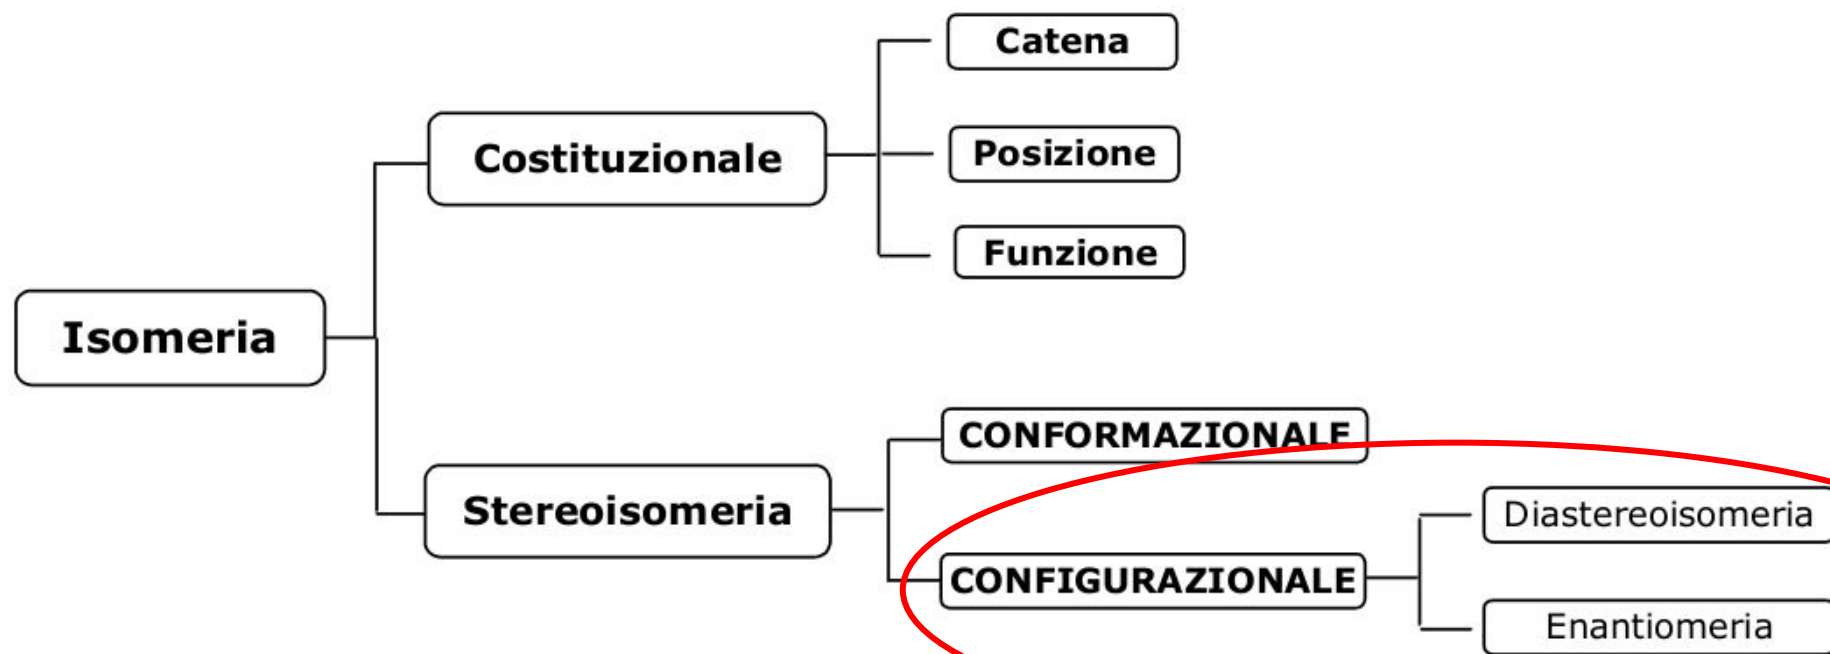 Catena
Costituzionale
Posizione
Funzione
Isomeria
CONFORMAZIONALE
Stereoisomeria
Diastereoisomeria
CONFIGURAZIONALE
Enantiomeria